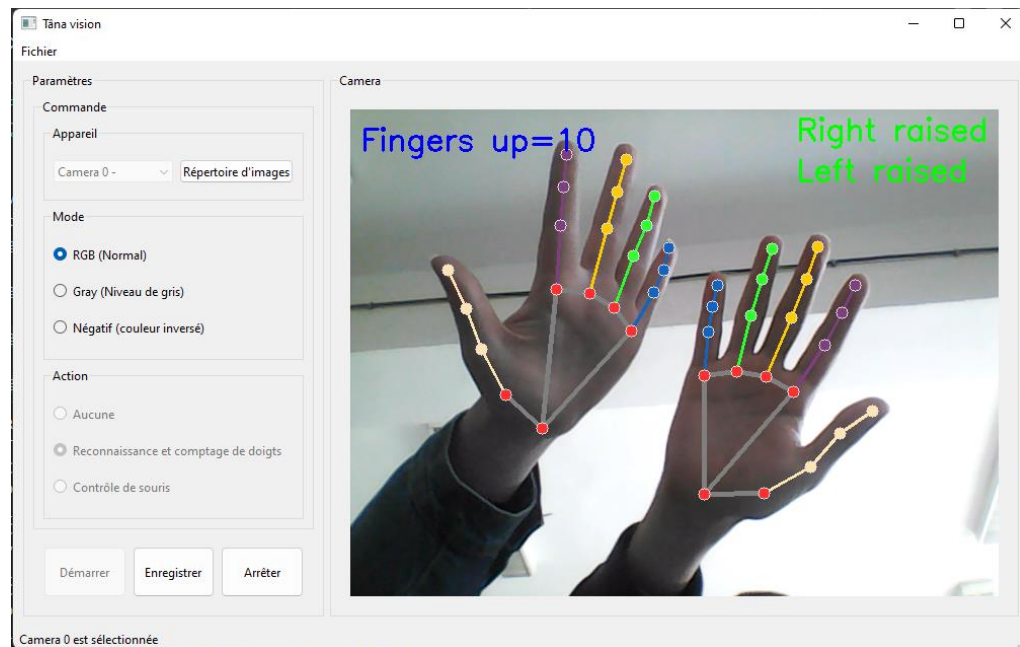 Tâna vision
Fichier
Paramètres
Commande
Appareil
Camera 0 -
Répertoire d'images
Mode
RGB (Normal)
Gray (Niveau de gris)
Négatif (couleur inversé)
Action
Aucune
Reconnaissance et comptage de doigts
Contrôle de souris
Démarrer
Enregistrer
Arrêter
Camera
Fingers up=10
Right raised
Left raised
Camera 0 est sélectionnée